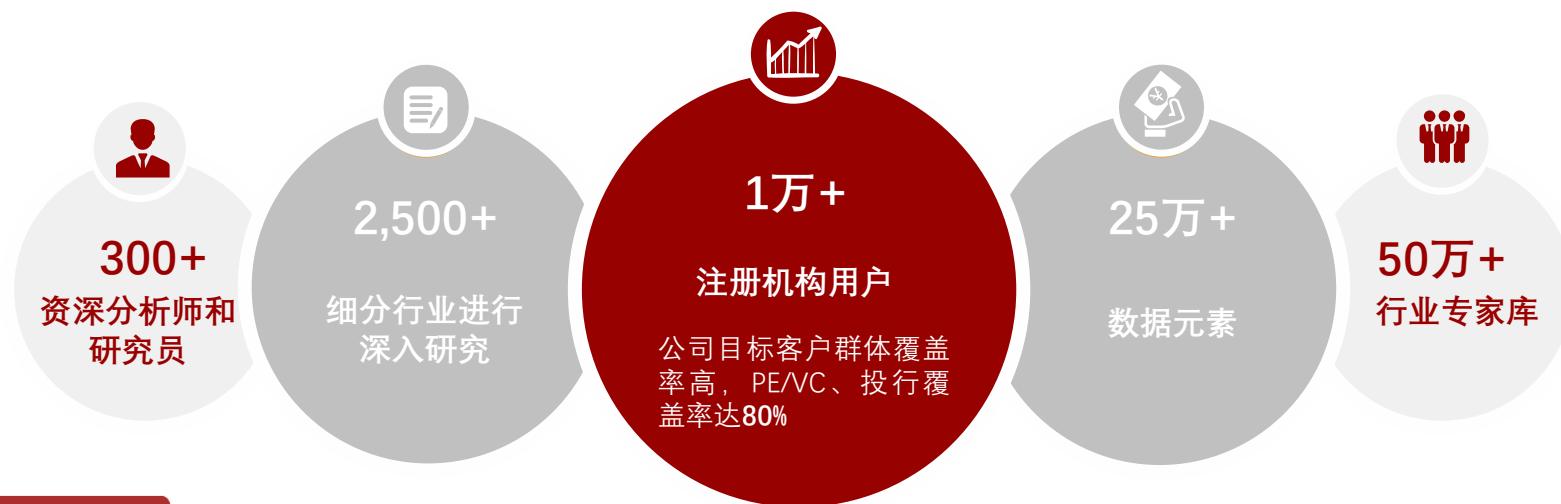 300+
资深分析师和
研究员
2,500+
细分行业进行
深入研究
1万+
注册机构用户
公司目标客户群体覆盖
率高，PE/VC、投行覆
盖率达80%
25万+
数据元素
50万+
行业专家库